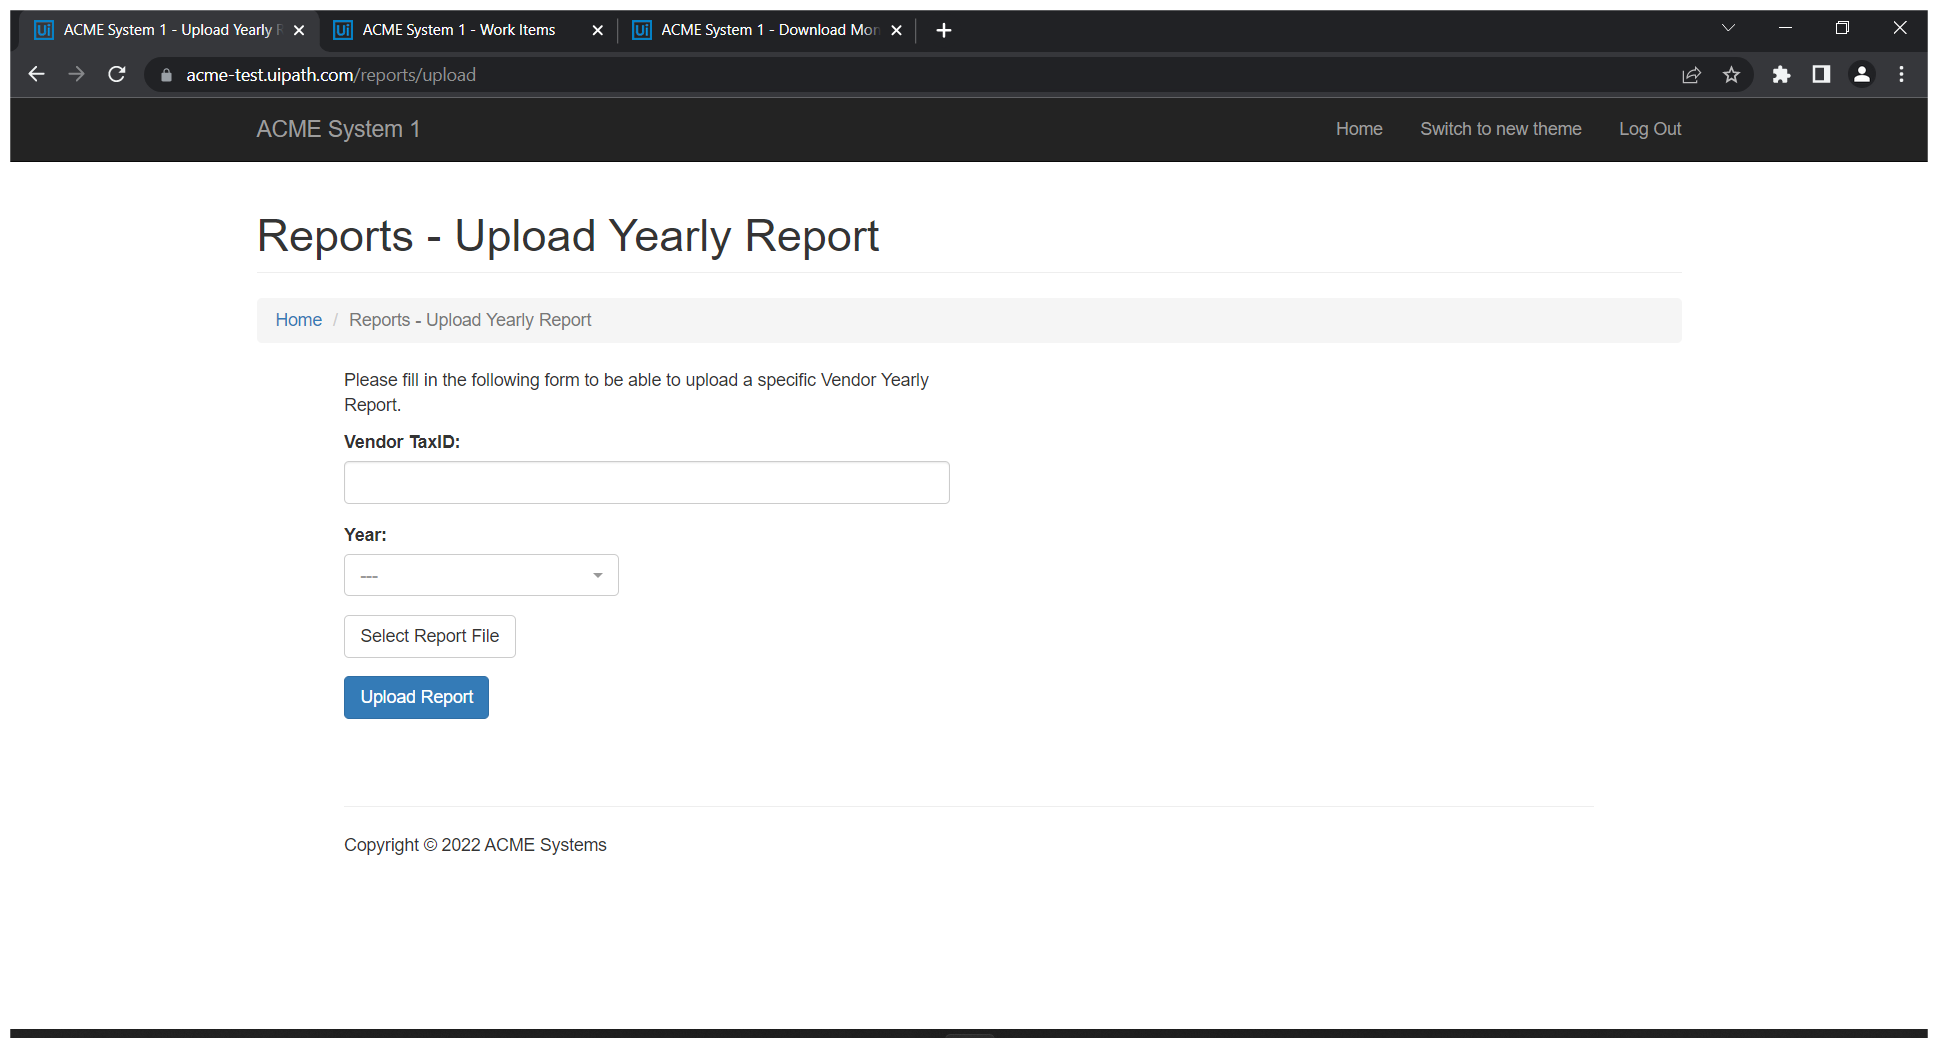 Ui ACME System 1 - Upload Yearly R
Ui ACME System 1 - Work Items
Ui ACME System 1 - Download Mon
acme-test.uipath.com/reports/upload
ACME System 1 Home Switch to new theme Log Out
Reports - Upload Yearly Report
Home / Reports - Upload Yearly Report
Please fill in the following form to be able to upload a specific Vendor Yearly
Report.
Vendor TaxID:
Year:
---
Select Report File
Upload Report
Copyright © 2022 ACME Systems